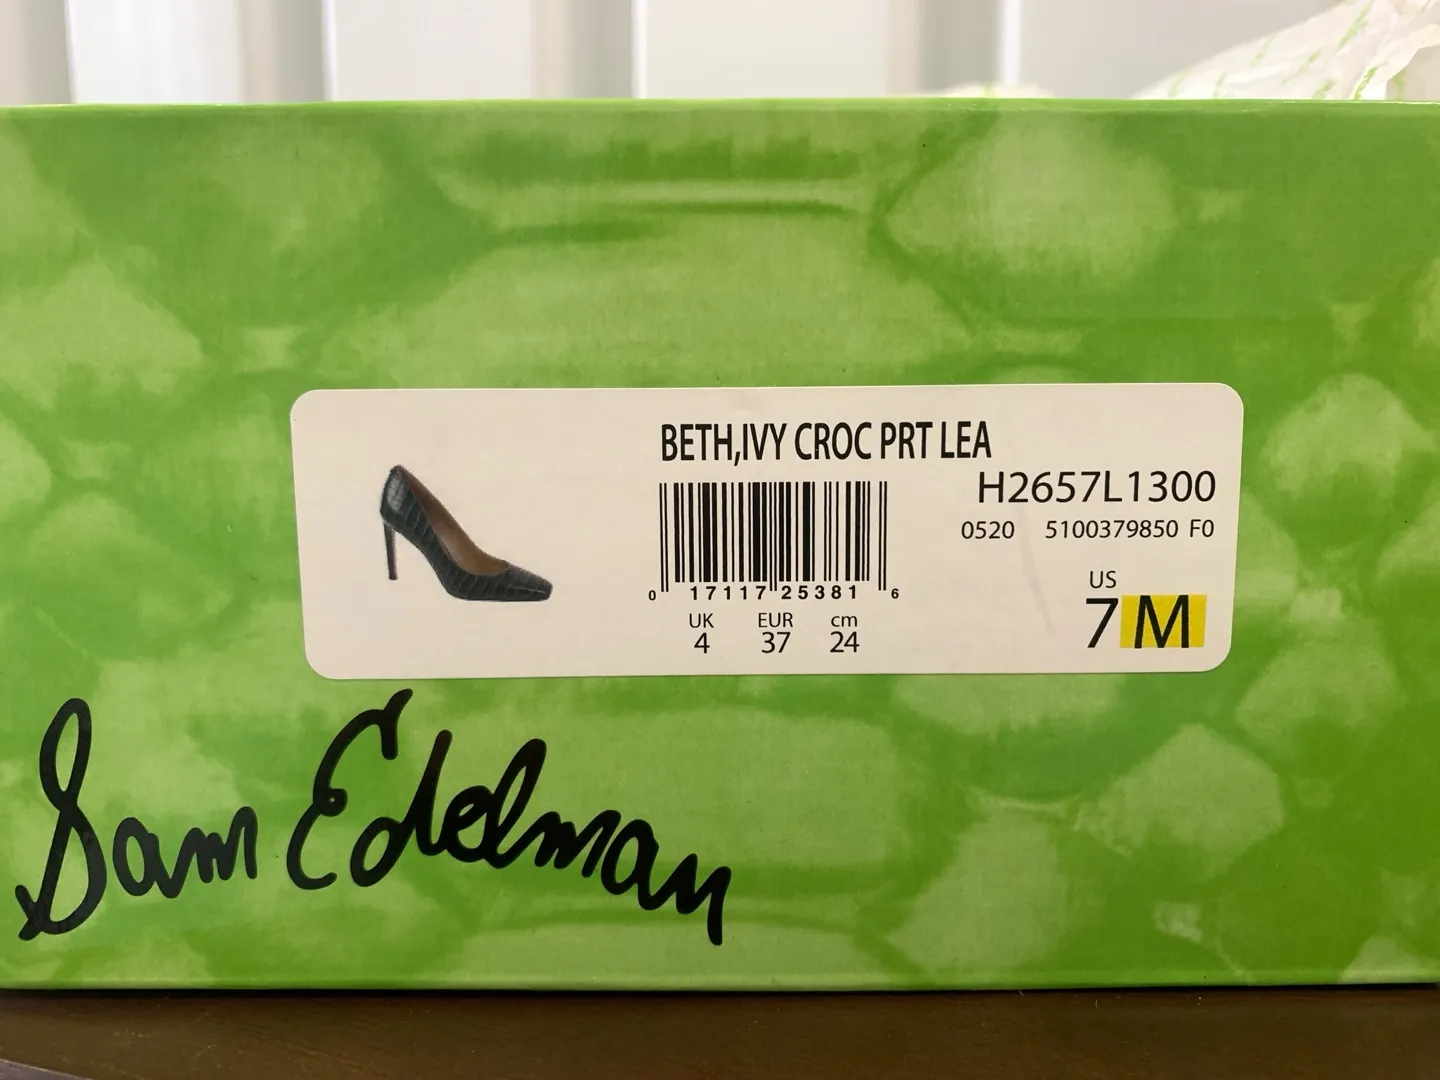 BETH,IVY CROC PRT LEA
H2657L1300
0520 5100379850 F0
0 17117 25381 6
UK EUR cm
4 37 24
US
7 M
Sam Edelman